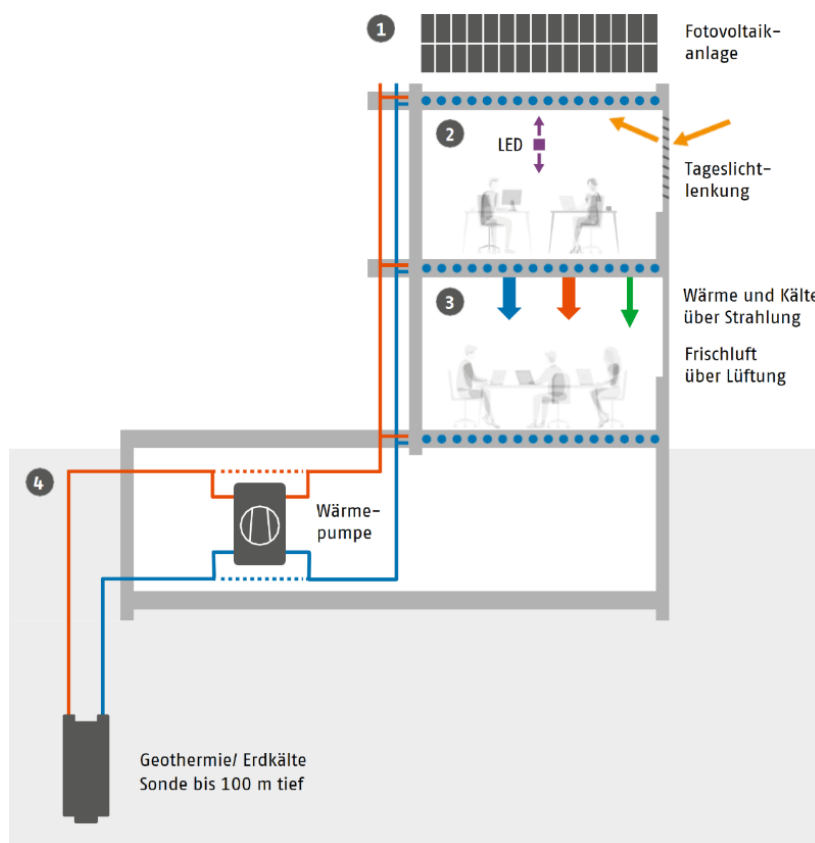 1
Fotovoltaik-
anlage
2
LED
Tageslicht-
lenkung
3
Wärme und Kälte
über Strahlung
Frischluft
über Lüftung
4
Wärme-
pumpe
Geothermie/ Erdkälte
Sonde bis 100 m tief